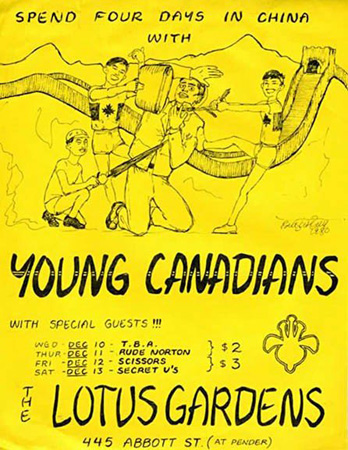 SPEND FOUR DAYS IN CHINA
WITH
1980
YOUNG CANADIANS
WITH SPECIAL GUESTS!!!
WED - DEC 10 - T.B.A. } $2
THUR - DEC 11 - RUDE NORTON
FRI - DEC 12 - SCISSORS } $3
SAT - DEC 13 - SECRET V'S
THE LOTUS GARDENS
445 ABBOTT ST. (AT PENDER)